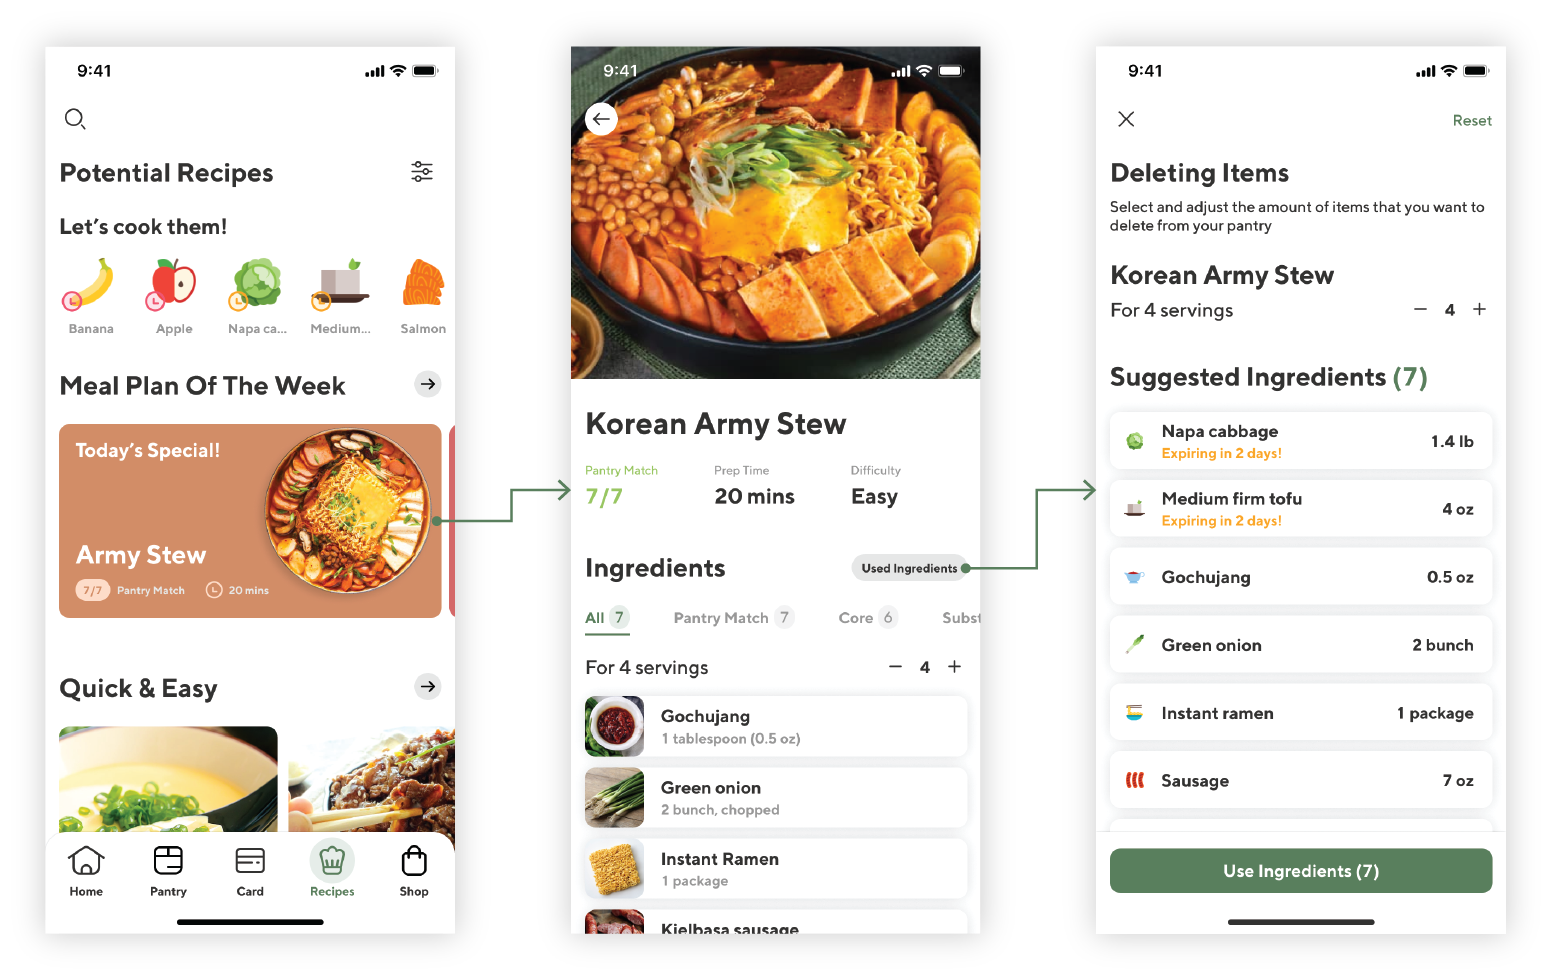 9:41
Potential Recipes
Let's cook them!
Banana
Apple
Napa ca...
Medium...
Salmon
Meal Plan Of The Week
Today's Special!
Army Stew
7/7 Pantry Match 20 mins
Quick & Easy
Home
Pantry
Card
Recipes
Shop
9:41
Korean Army Stew
Pantry Match
7/7
Prep Time
20 mins
Difficulty
Easy
Ingredients
Used Ingredients
All 7
Pantry Match 7
Core 6
Subst
For 4 servings
4
Gochujang
1 tablespoon (0.5 oz)
Green onion
2 bunch, chopped
Instant Ramen
1 package
Kielbasa sausage
9:41
Reset
Deleting Items
Select and adjust the amount of items that you want to
delete from your pantry
Korean Army Stew
For 4 servings
4
Suggested Ingredients (7)
Napa cabbage
Expiring in 2 days!
1.4 lb
Medium firm tofu
Expiring in 2 days!
4 oz
Gochujang
0.5 oz
Green onion
2 bunch
Instant ramen
1 package
Sausage
7 oz
Use Ingredients (7)